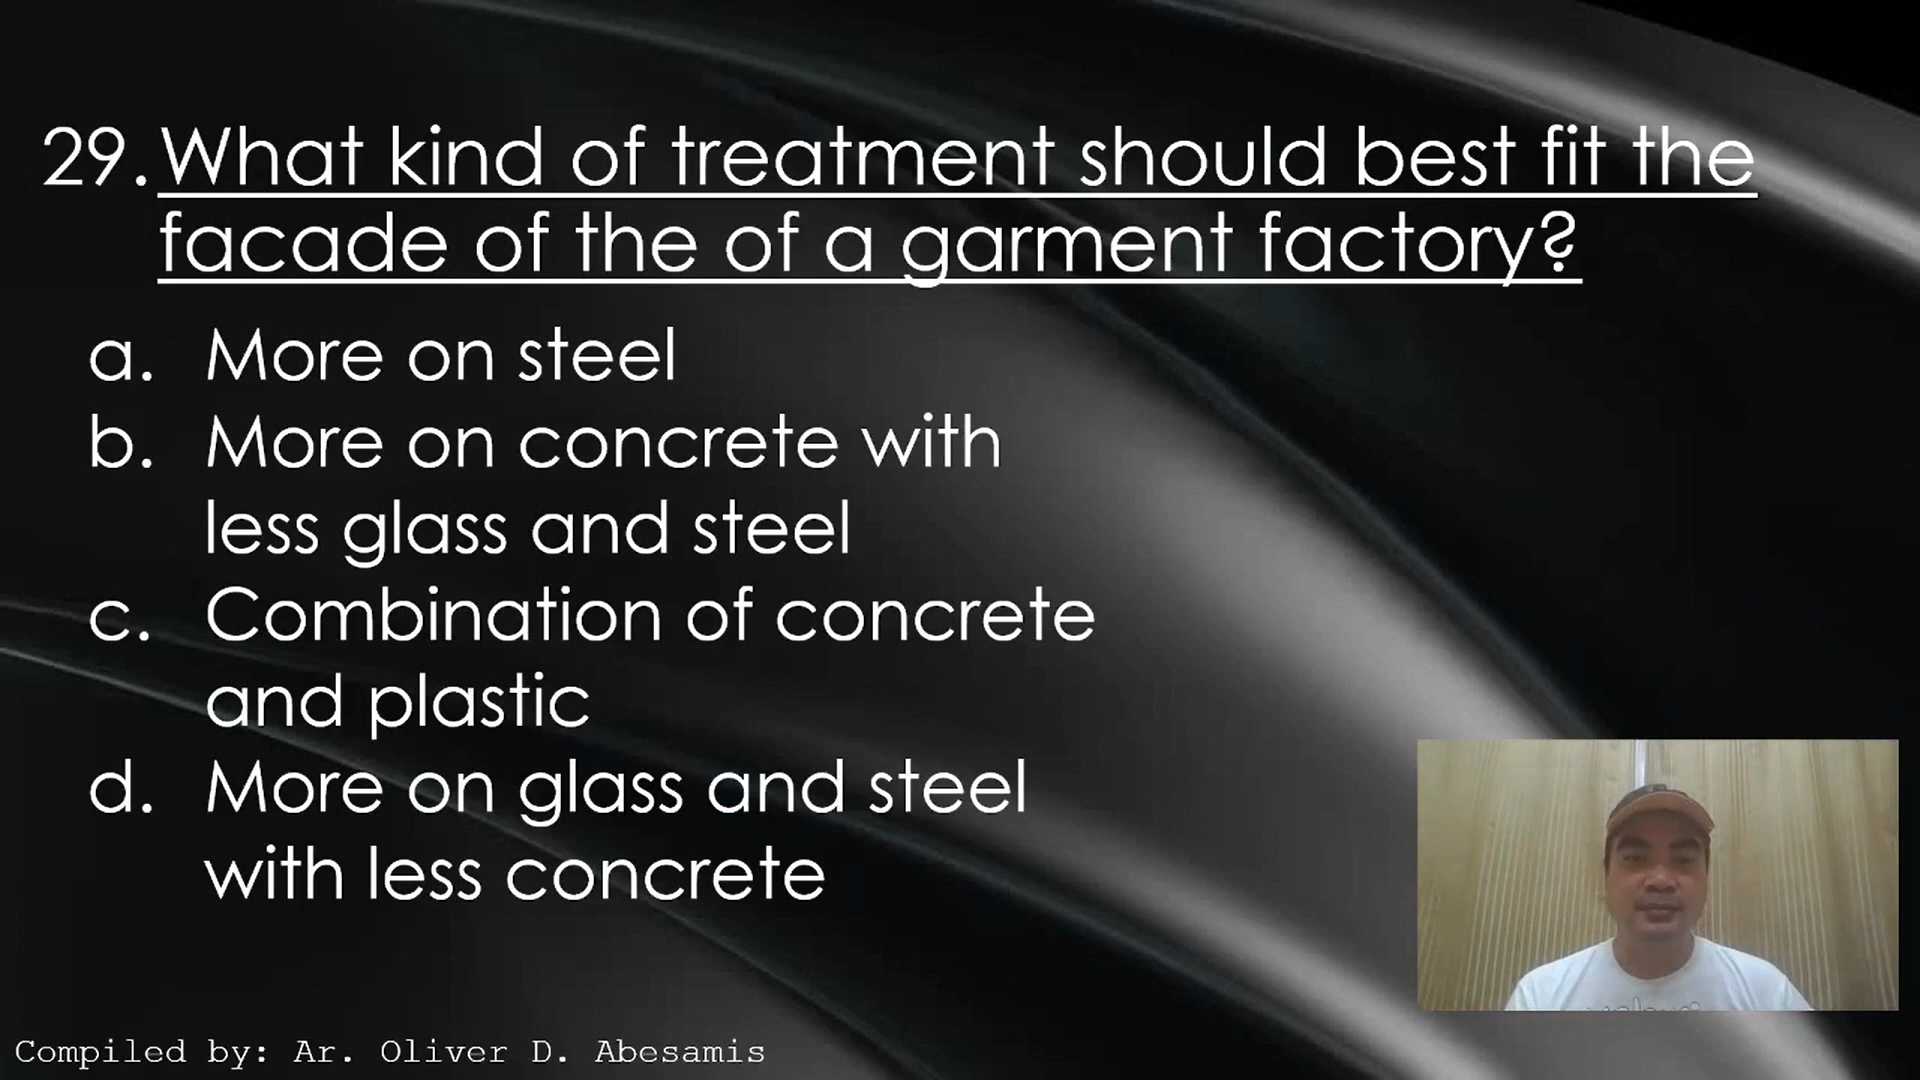 29. What kind of treatment should best fit the
facade of the of a garment factory?
a. More on steel
b. More on concrete with
less glass and steel
c. Combination of concrete
and plastic
d. More on glass and steel
with less concrete
Compiled by: Ar. Oliver D. Abesamis